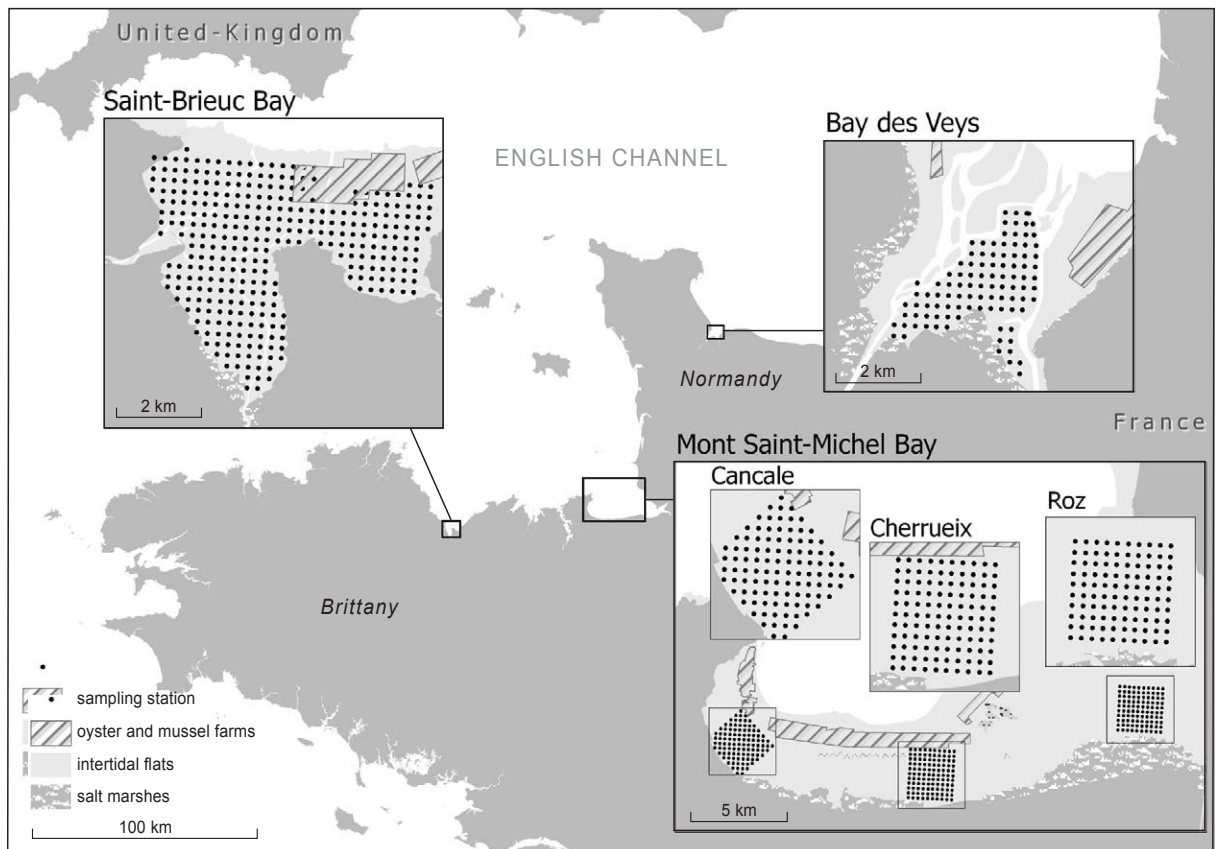 United-Kingdom
Saint-Brieuc Bay
ENGLISH CHANNEL
Bay des Veys
2 km
2 km
Normandy
France
Mont Saint-Michel Bay
Cancale
Cherrueix
Roz
Brittany
5 km
sampling station
oyster and mussel farms
intertidal flats
salt marshes
100 km